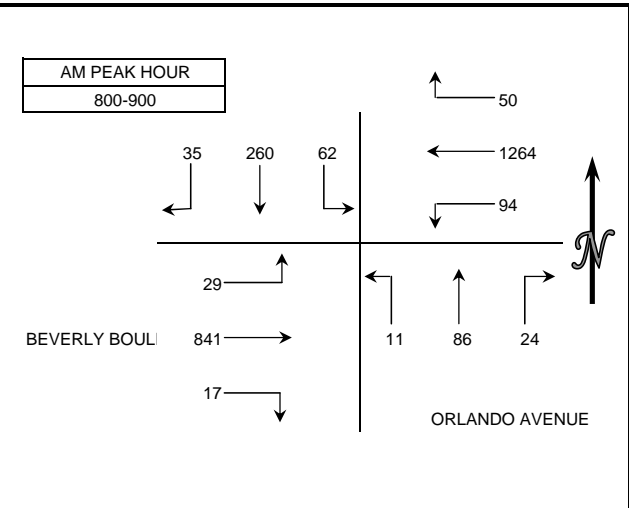 AM PEAK HOUR
800-900
50
35 260 62 1264
94
N
29
BEVERLY BOUL 841 11 86 24
17
ORLANDO AVENUE